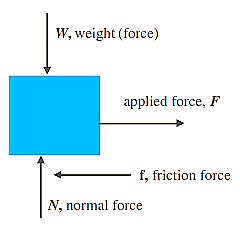 W, weight (force)
applied force, F
f, friction force
N, normal force